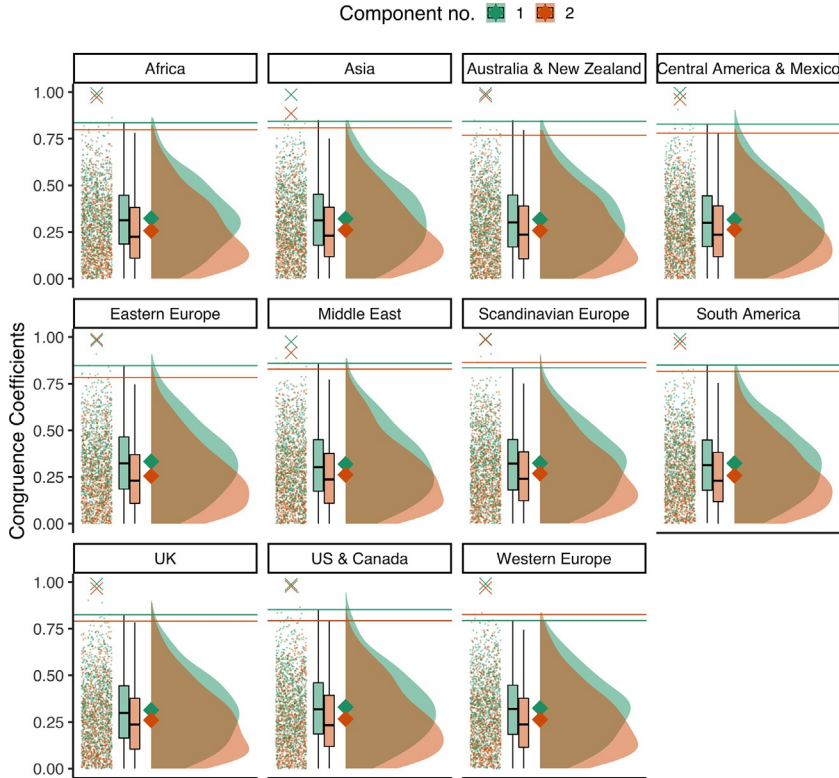 Component no. 1 2
Africa
Asia
Australia & New Zealand
Central America & Mexico
1.00
0.75
0.50
0.25
0.00
Eastern Europe
Middle East
Scandinavian Europe
South America
1.00
0.75
0.50
0.25
0.00
Congruence Coefficients
UK
US & Canada
Western Europe
1.00
0.75
0.50
0.25
0.00